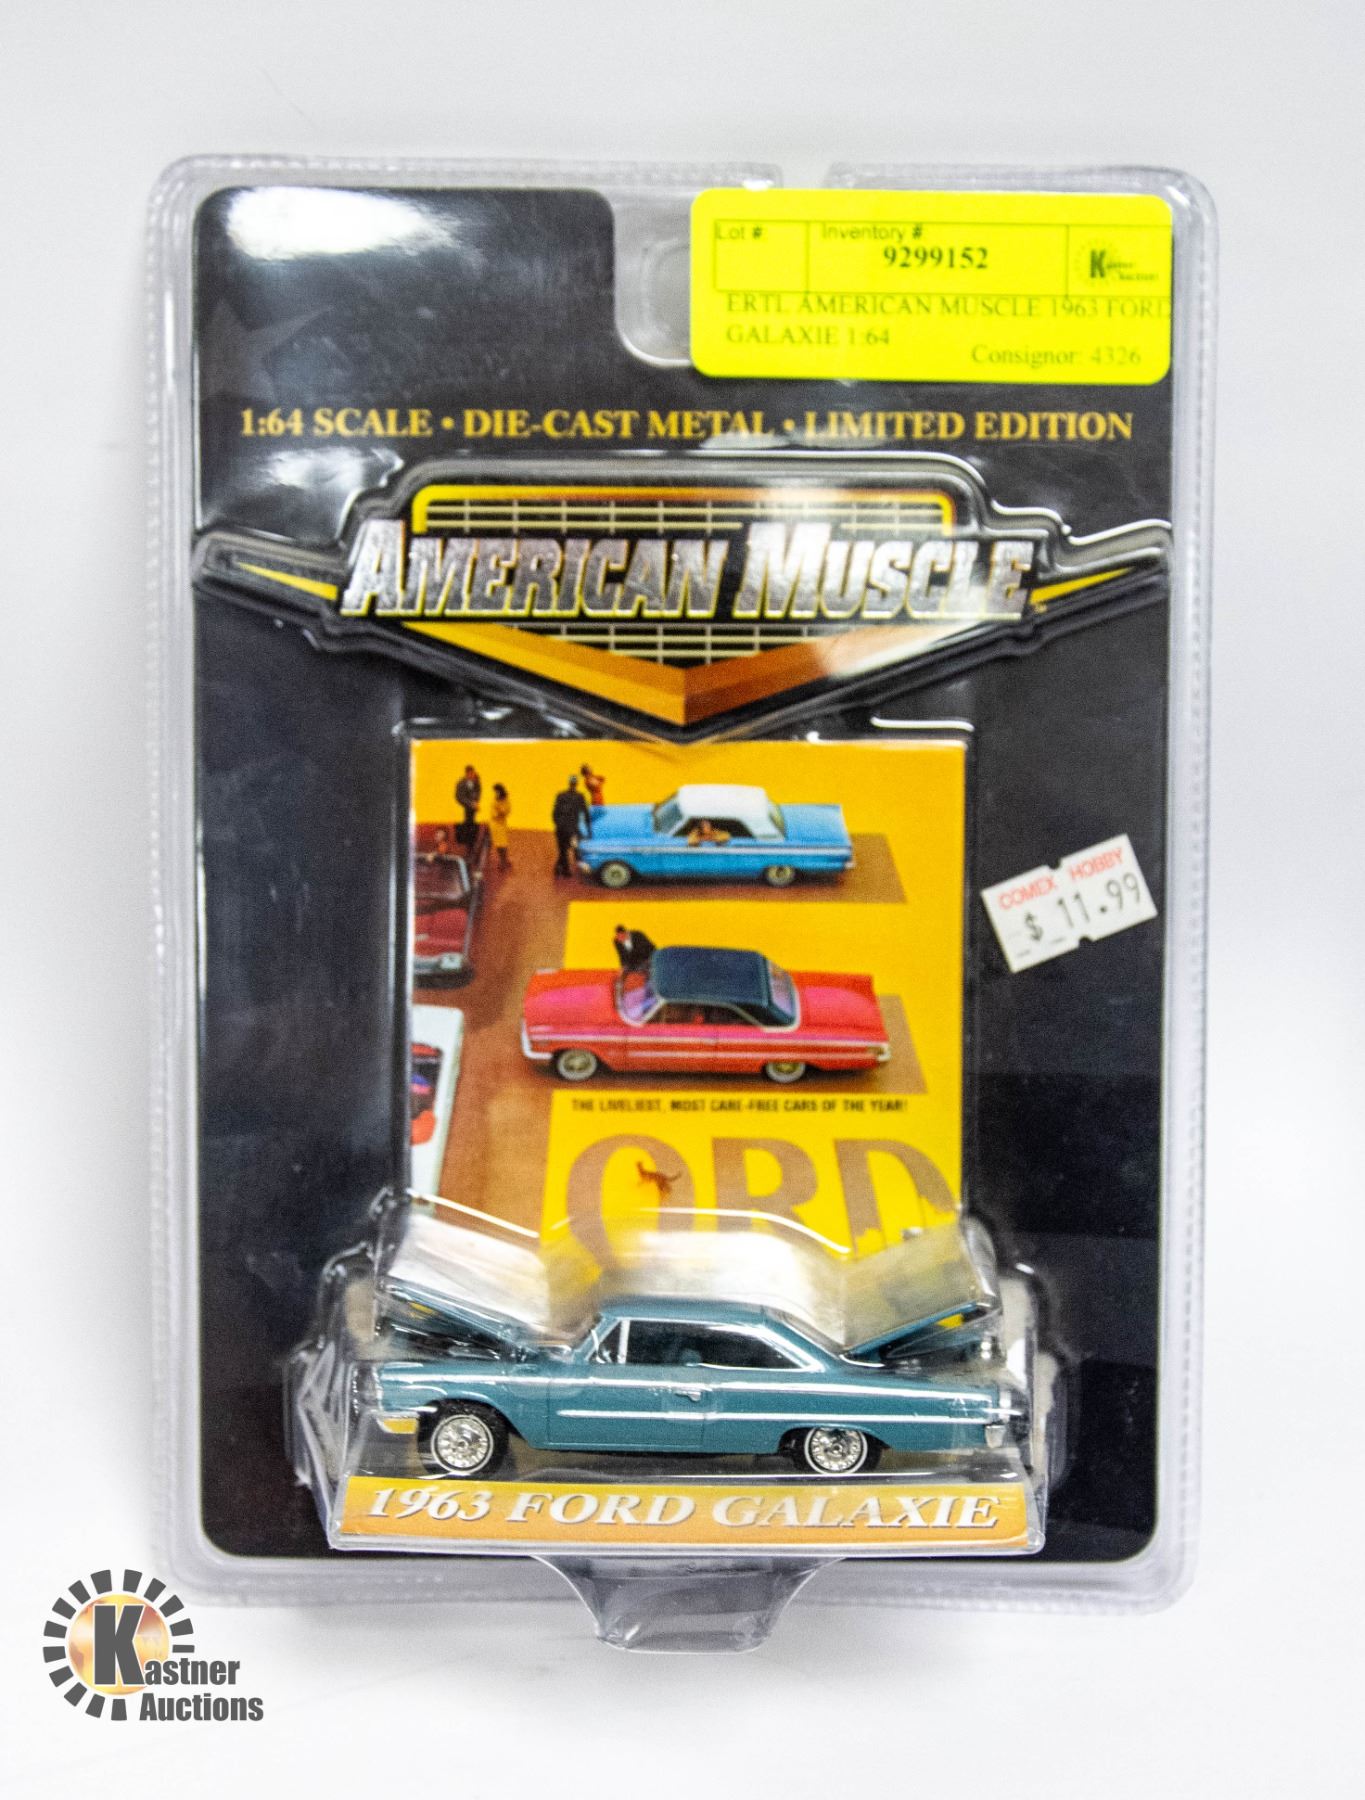 Lot #: Inventory #
9299152
ERTL AMERICAN MUSCLE 1963 FORD
GALAXIE 1:64
Consignor: 4326
1:64 SCALE • DIE-CAST METAL • LIMITED EDITION
AMERICAN MUSCLE
COMEX HOBBY
$ 11.99
THE LIVELIEST, MOST CARE-FREE CARS OF THE YEAR!
ORD
1963 FORD GALAXIE
Kastner
Auctions